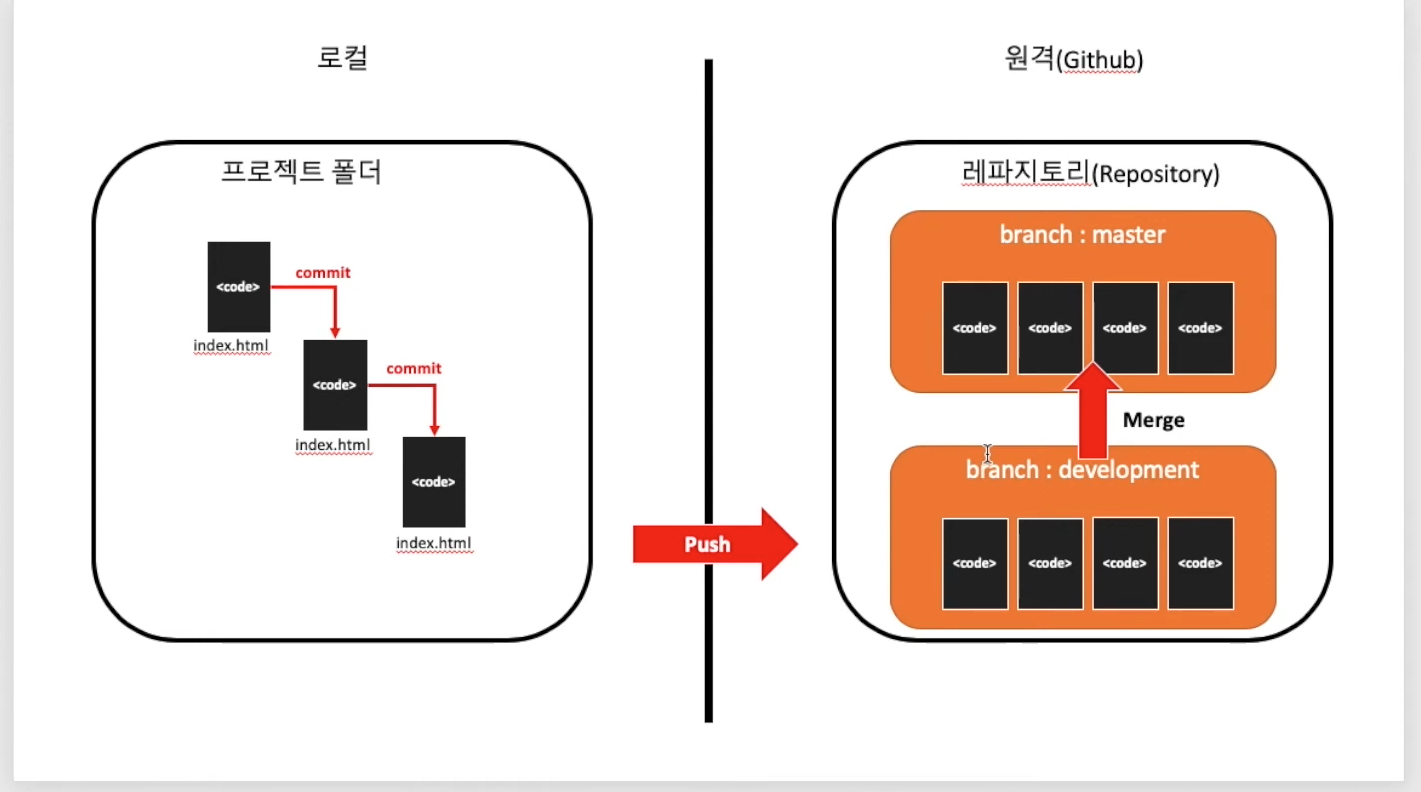 로컬
원격(Github)
프로젝트 폴더
<code>
commit
index.html
<code>
commit
index.html
<code>
index.html
Push
레파지토리(Repository)
branch : master
<code> <code> <code> <code>
Merge
branch : development
<code> <code> <code> <code>